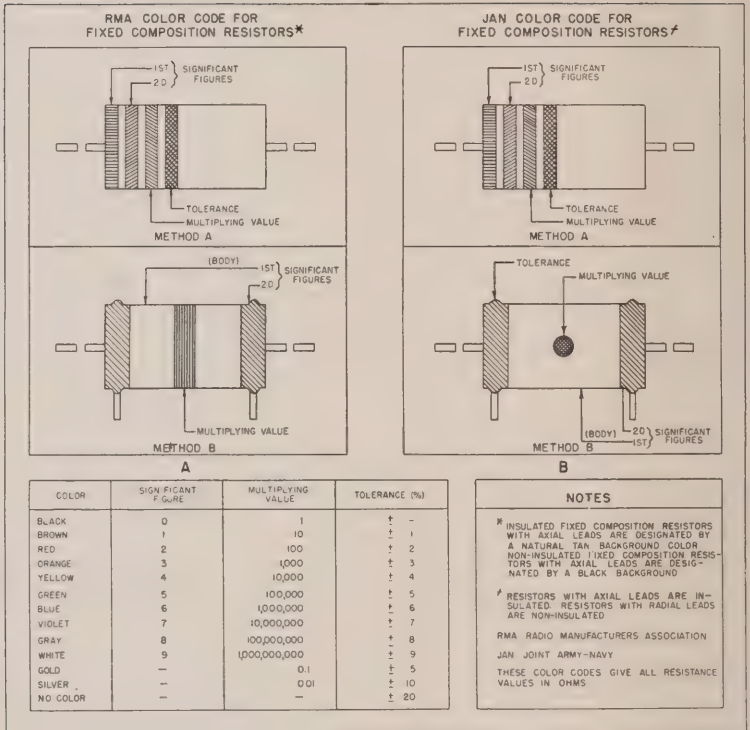 RMA COLOR CODE FOR
FIXED COMPOSITION RESISTORS*
1ST } SIGNIFICANT
2D } FIGURES
TOLERANCE
MULTIPLYING VALUE
METHOD A
(BODY)
1ST } SIGNIFICANT
2D } FIGURES
MULTIPLYING VALUE
METHOD B
A
JAN COLOR CODE FOR
FIXED COMPOSITION RESISTORS≠
1ST } SIGNIFICANT
2D } FIGURES
TOLERANCE
MULTIPLYING VALUE
METHOD A
TOLERANCE
MULTIPLYING VALUE
(BODY) 2D } SIGNIFICANT
1ST } FIGURES
METHOD B
B
COLOR SIGNIFICANT FIGURE MULTIPLYING VALUE TOLERANCE (%)
BLACK 0 1 ± -
BROWN 1 10 ± 1
RED 2 100 ± 2
ORANGE 3 1,000 ± 3
YELLOW 4 10,000 ± 4
GREEN 5 100,000 ± 5
BLUE 6 1,000,000 ± 6
VIOLET 7 10,000,000 ± 7
GRAY 8 100,000,000 ± 8
WHITE 9 1,000,000,000 ± 9
GOLD — 0.1 ± 5
SILVER — 0.01 ± 10
NO COLOR — — ± 20
NOTES
* INSULATED FIXED COMPOSITION RESISTORS
WITH AXIAL LEADS ARE DESIGNATED BY
A NATURAL TAN BACKGROUND COLOR
NON-INSULATED FIXED COMPOSITION RESIS-
TORS WITH AXIAL LEADS ARE DESIG-
NATED BY A BLACK BACKGROUND
≠ RESISTORS WITH AXIAL LEADS ARE IN-
SULATED. RESISTORS WITH RADIAL LEADS
ARE NON-INSULATED
RMA RADIO MANUFACTURERS ASSOCIATION
JAN JOINT ARMY-NAVY
THESE COLOR CODES GIVE ALL RESISTANCE
VALUES IN OHMS